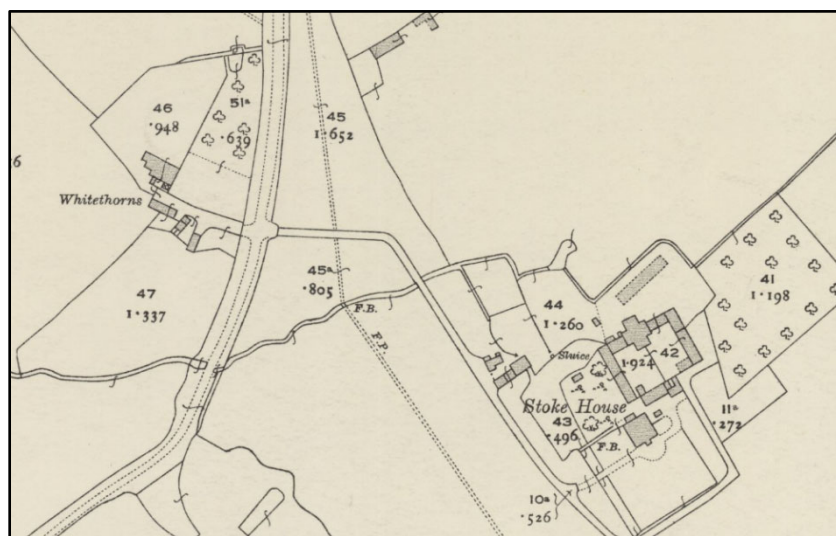 46
·948
51a
·639
45
1·652
6
Whitethorns
47
1·337
45a
·805
F.B.
F.P.
44
1·260
41
1·198
Sluice
1·924
42
Stoke House
43
·496
11a
·272
F.B.
10a
·526